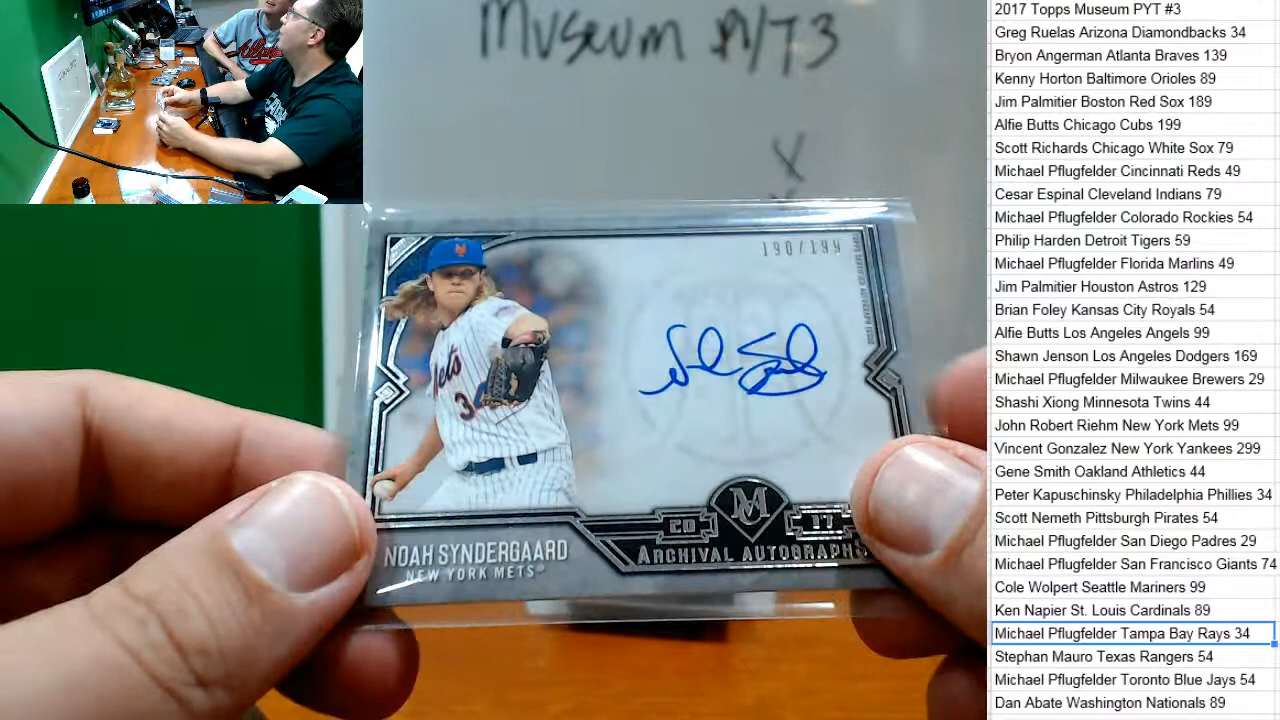 Museum PYT3
X
190/199
Mets
34
NOAH SYNDERGAARD
NEW YORK METS
20 M 17
ARCHIVAL AUTOGRAPHS
2017 Topps Museum PYT #3
Greg Ruelas Arizona Diamondbacks 34
Bryon Angerman Atlanta Braves 139
Kenny Horton Baltimore Orioles 89
Jim Palmitier Boston Red Sox 189
Alfie Butts Chicago Cubs 199
Scott Richards Chicago White Sox 79
Michael Pflugfelder Cincinnati Reds 49
Cesar Espinal Cleveland Indians 79
Michael Pflugfelder Colorado Rockies 54
Philip Harden Detroit Tigers 59
Michael Pflugfelder Florida Marlins 49
Jim Palmitier Houston Astros 129
Brian Foley Kansas City Royals 54
Alfie Butts Los Angeles Angels 99
Shawn Jenson Los Angeles Dodgers 169
Michael Pflugfelder Milwaukee Brewers 29
Shashi Xiong Minnesota Twins 44
John Robert Riehm New York Mets 99
Vincent Gonzalez New York Yankees 299
Gene Smith Oakland Athletics 44
Peter Kapuschinsky Philadelphia Phillies 34
Scott Nemeth Pittsburgh Pirates 54
Michael Pflugfelder San Diego Padres 29
Michael Pflugfelder San Francisco Giants 74
Cole Wolpert Seattle Mariners 99
Ken Napier St. Louis Cardinals 89
Michael Pflugfelder Tampa Bay Rays 34
Stephan Mauro Texas Rangers 54
Michael Pflugfelder Toronto Blue Jays 54
Dan Abate Washington Nationals 89